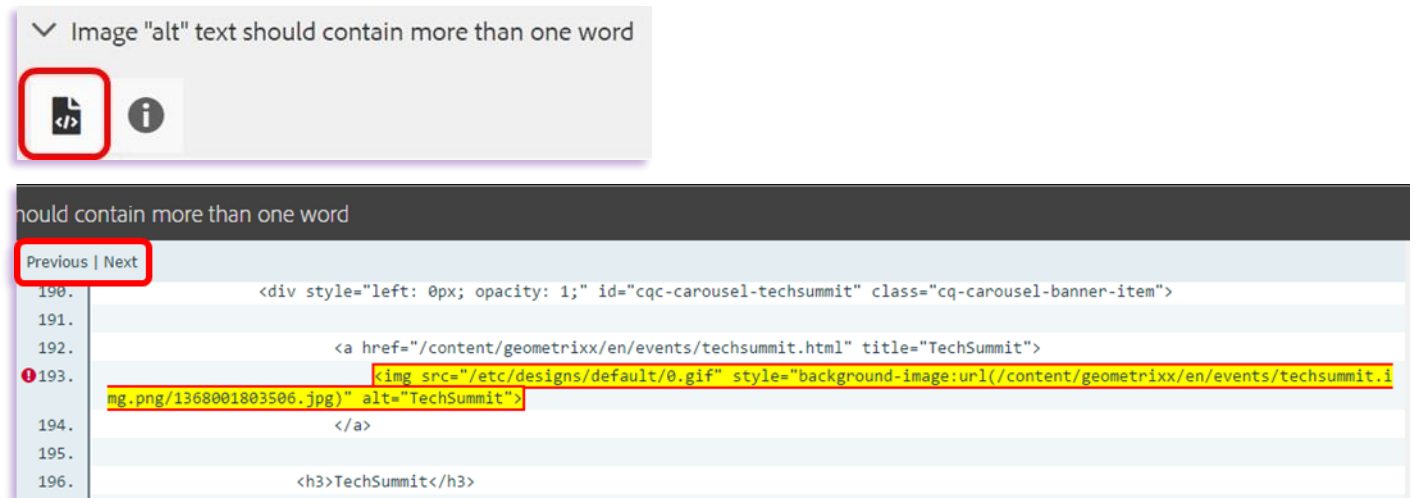 Image "alt" text should contain more than one word
hould contain more than one word
Previous | Next
190. <div style="left: 0px; opacity: 1;" id="cqc-carousel-techsummit" class="cq-carousel-banner-item">
191.
192. <a href="/content/geometrixx/en/events/techsummit.html" title="TechSummit">
193. <img src="/etc/designs/default/0.gif" style="background-image:url(/content/geometrixx/en/events/techsummit.i
mg.png/1368001803506.jpg)" alt="TechSummit">
194. </a>
195.
196. <h3>TechSummit</h3>